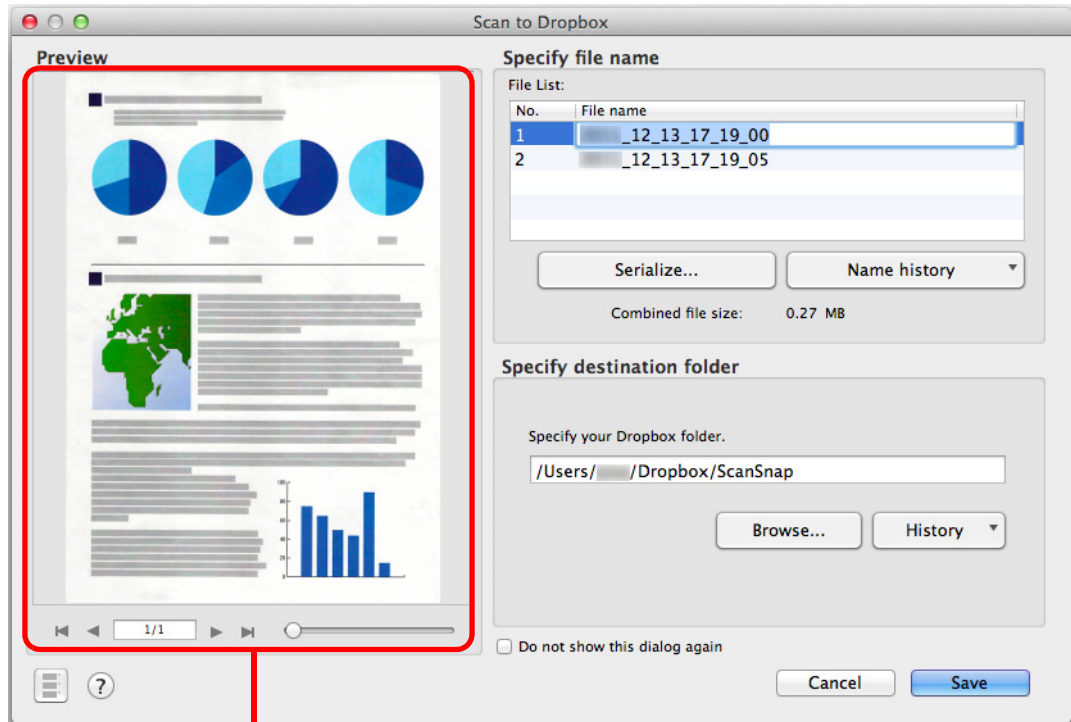 Scan to Dropbox
Preview
1/1
Specify file name
File List:
No. File name
1 _12_13_17_19_00
2 _12_13_17_19_05
Serialize... Name history
Combined file size: 0.27 MB
Specify destination folder
Specify your Dropbox folder.
/Users/ /Dropbox/ScanSnap
Browse... History
Do not show this dialog again
?
Cancel Save